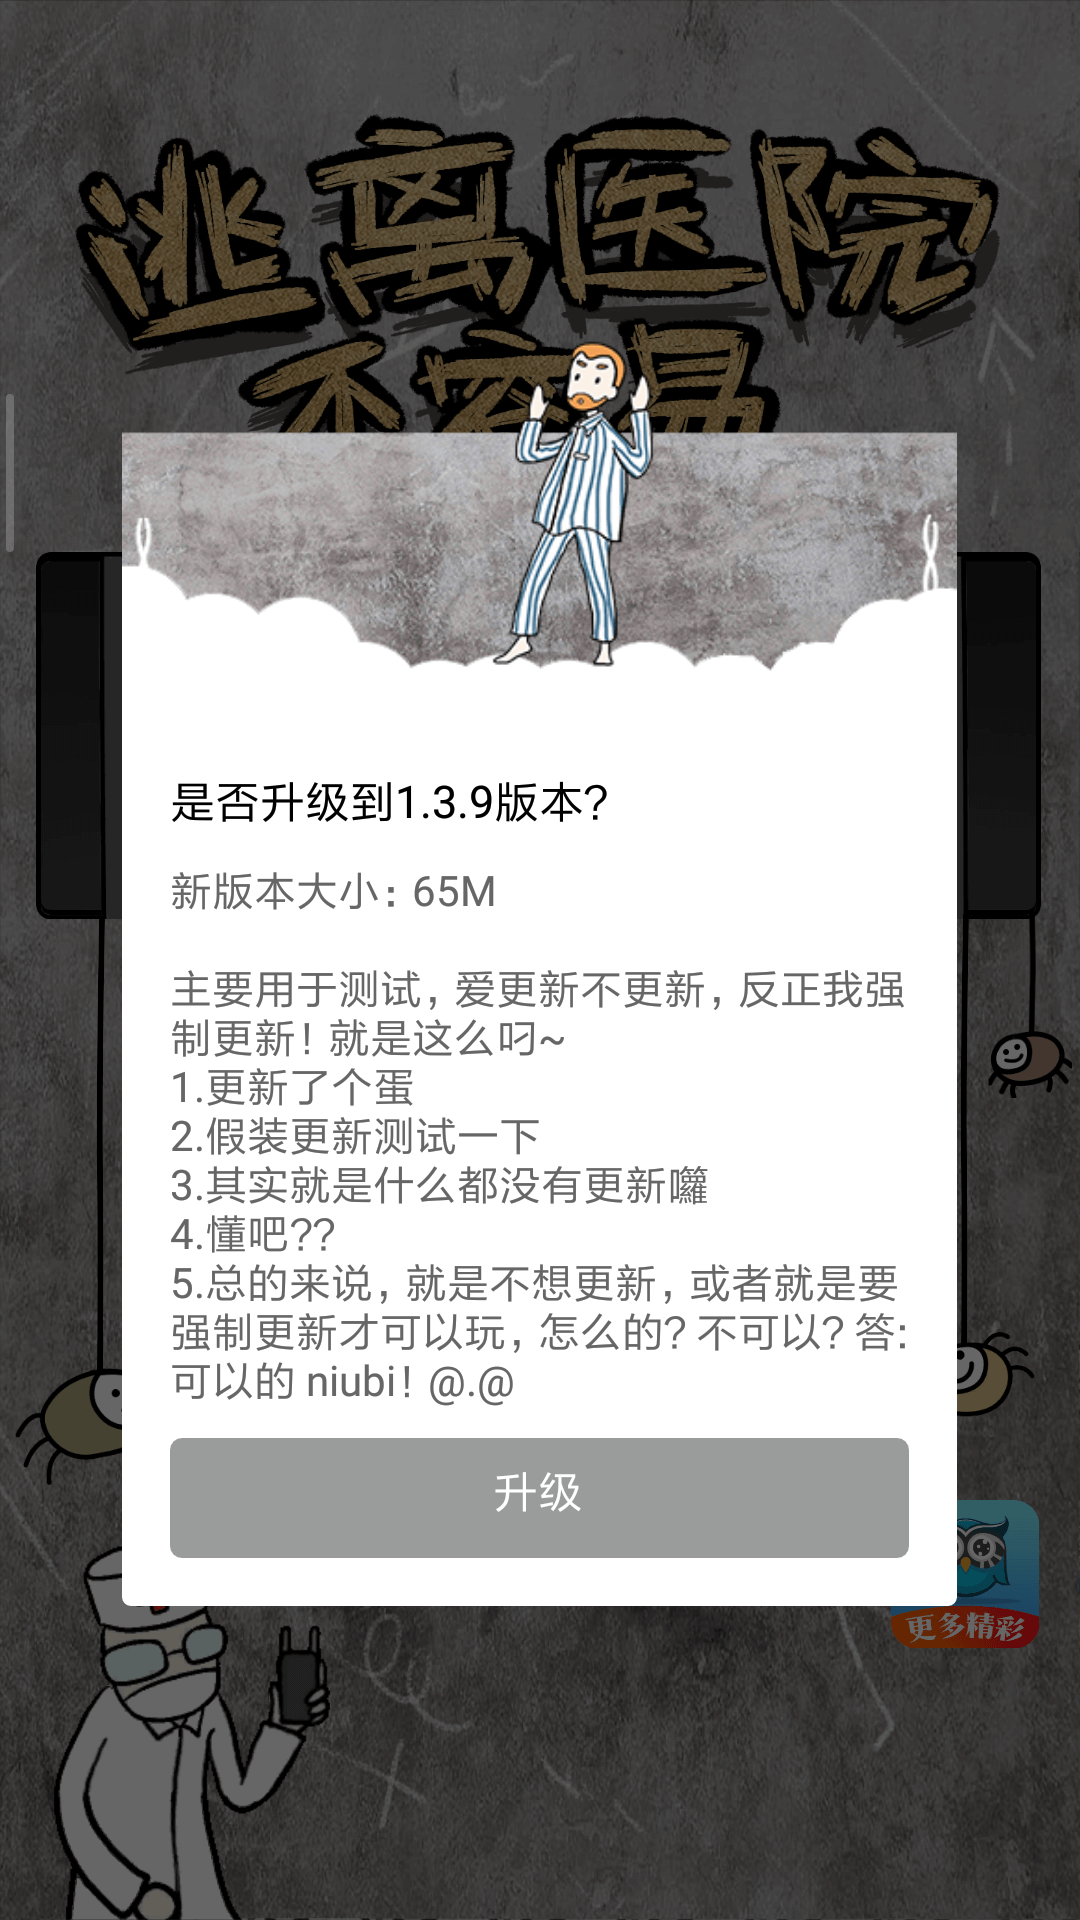 逃离医院
不容易
是否升级到1.3.9版本?
新版本大小: 65M
主要用于测试, 爱更新不更新, 反正我强
制更新! 就是这么叼~
1.更新了个蛋
2.假装更新测试一下
3.其实就是什么都没有更新囖
4.懂吧??
5.总的来说, 就是不想更新, 或者就是要
强制更新才可以玩, 怎么的? 不可以? 答:
可以的 niubi! @.@
升级
更多精彩